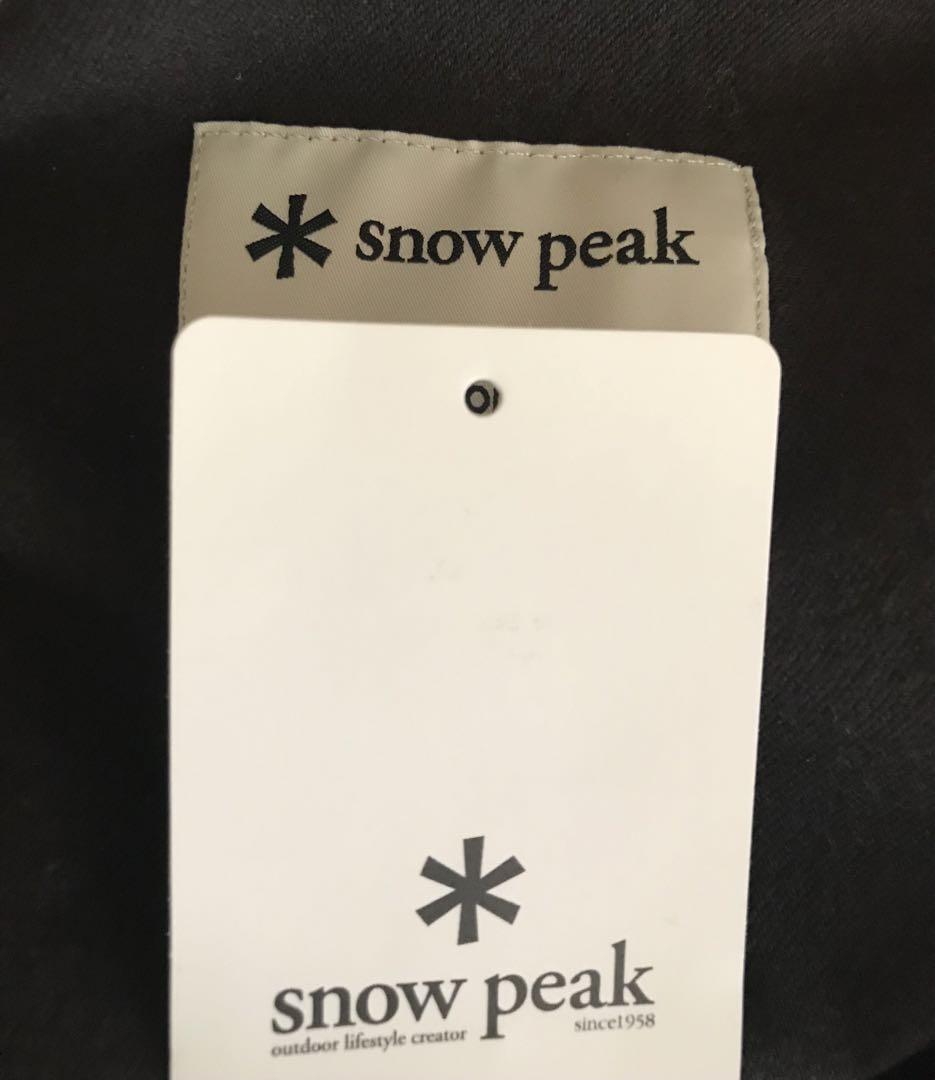 snow peak
snow peak
outdoor lifestyle creator
since1958